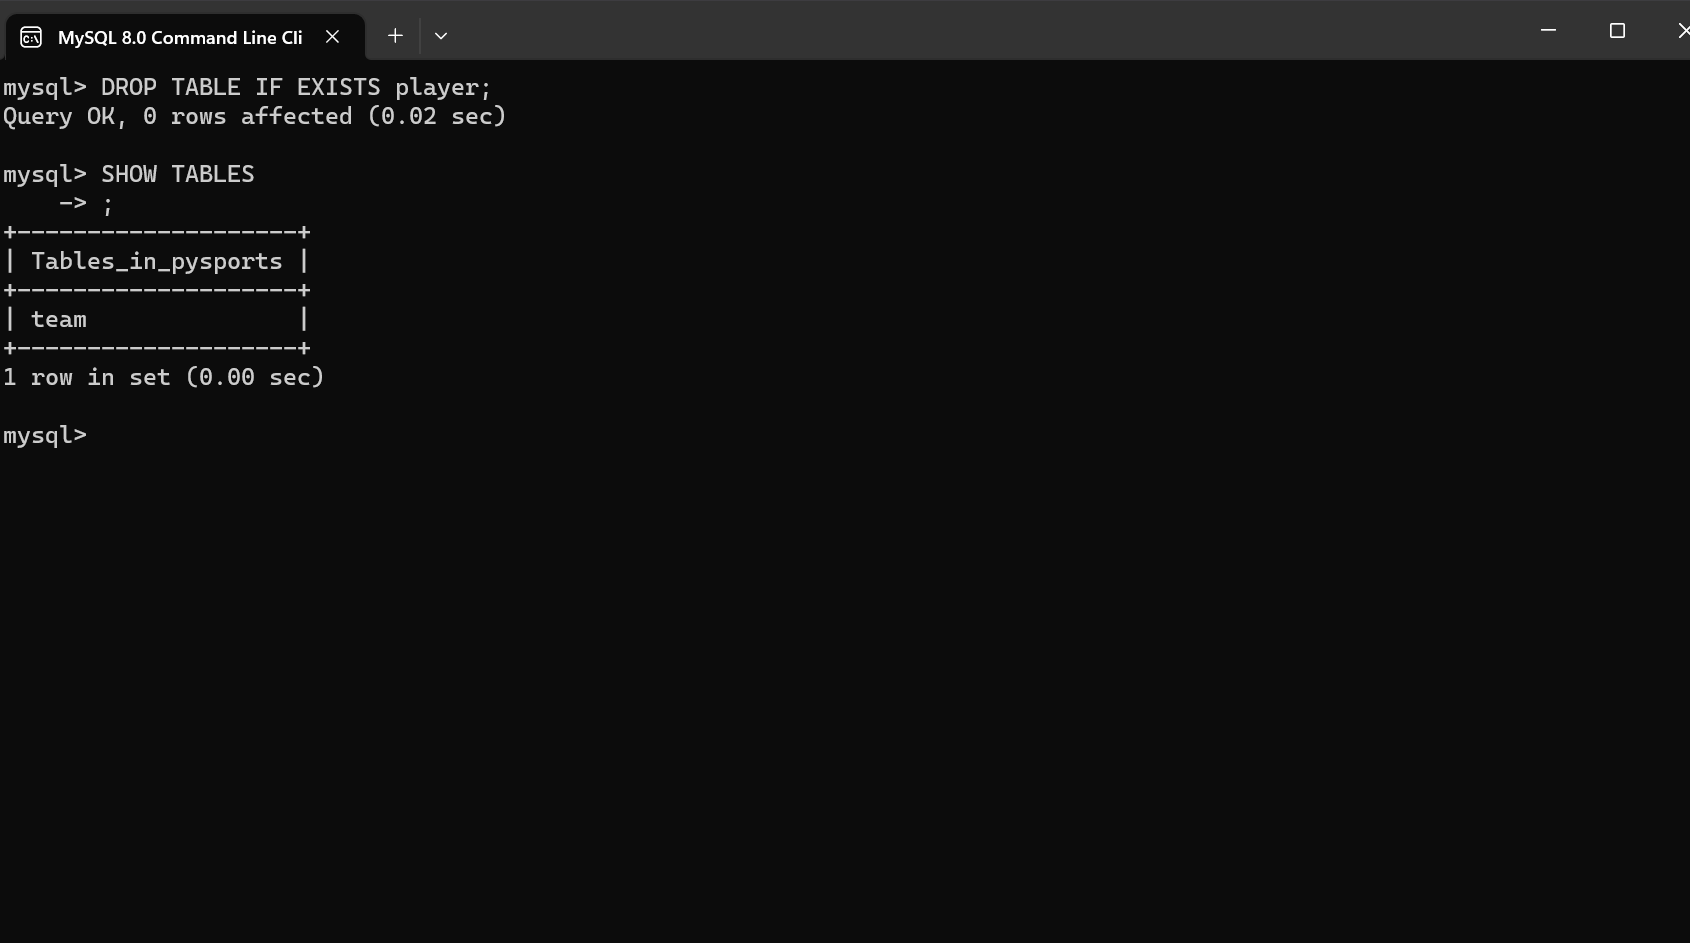 MySQL 8.0 Command Line Cli
mysql> DROP TABLE IF EXISTS player;
Query OK, 0 rows affected (0.02 sec)
mysql> SHOW TABLES
    -> ;
+--------------------+
| Tables_in_pysports |
+--------------------+
| team               |
+--------------------+
1 row in set (0.00 sec)
mysql>